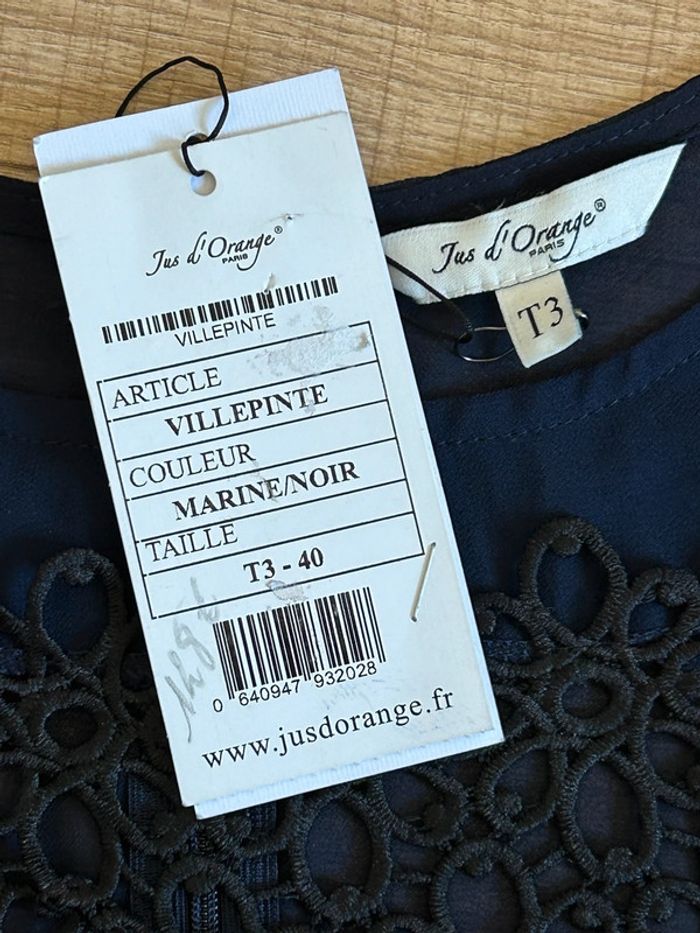 Jus d'Orange®
PARIS
VILLEPINTE
ARTICLE
VILLEPINTE
COULEUR
MARINE/NOIR
TAILLE
T3 - 40
0 640947 932028
www.jusdorange.fr
Jus d'Orange®
PARIS
T3